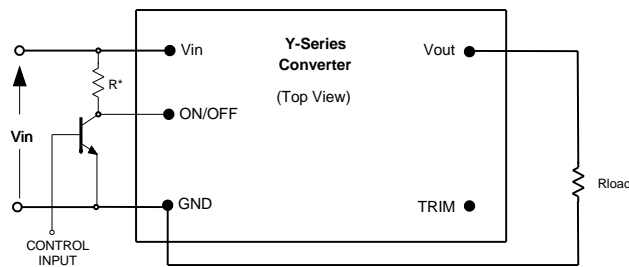 Y-Series
Converter
(Top View)
Vin
Vout
R*
ON/OFF
Vin
Rload
GND
TRIM
CONTROL
INPUT